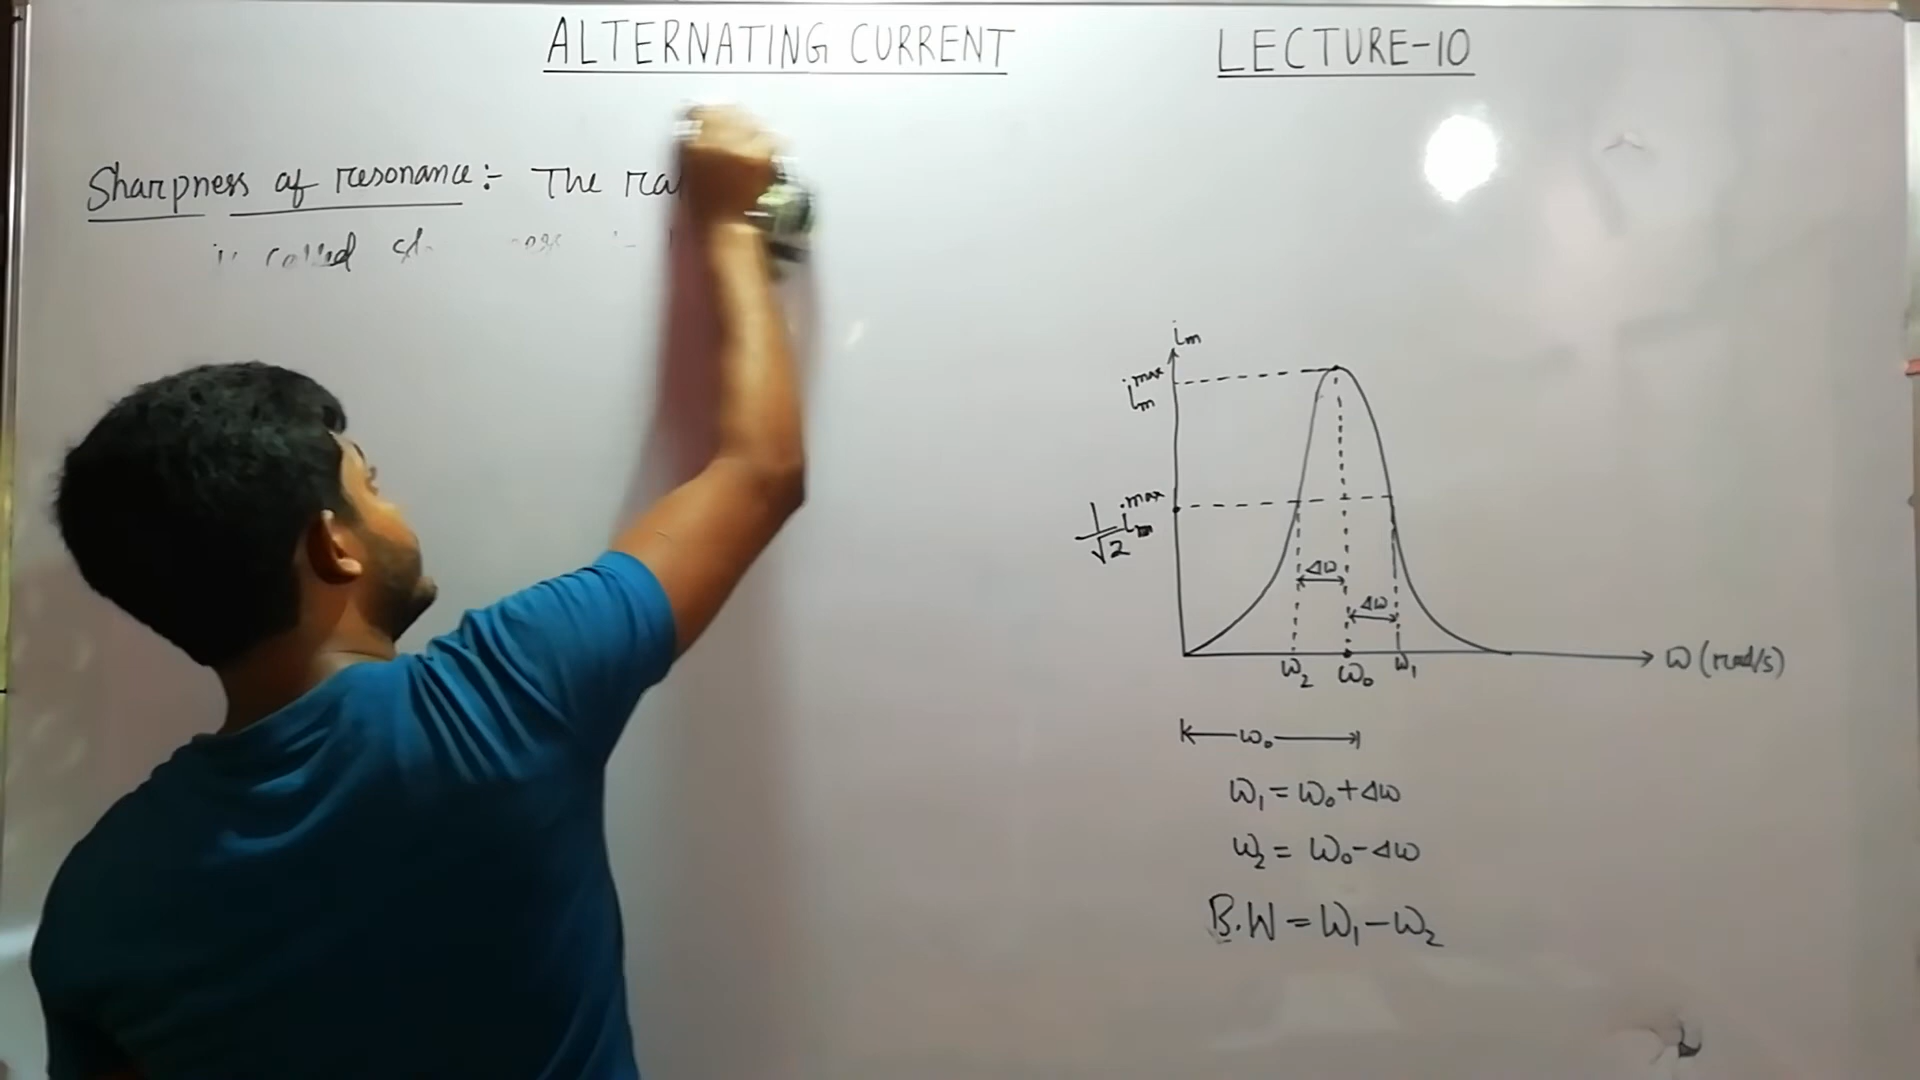 ALTERNATING CURRENT LECTURE-10
Sharpness of resonance:- The
is called
im
im max
1/√2 im max
Δω
Δω
ω2 ω0 ω1 ω (rad/s)
ω0
ω1 = ω0 + Δω
ω2 = ω0 - Δω
B.W = ω1 - ω2